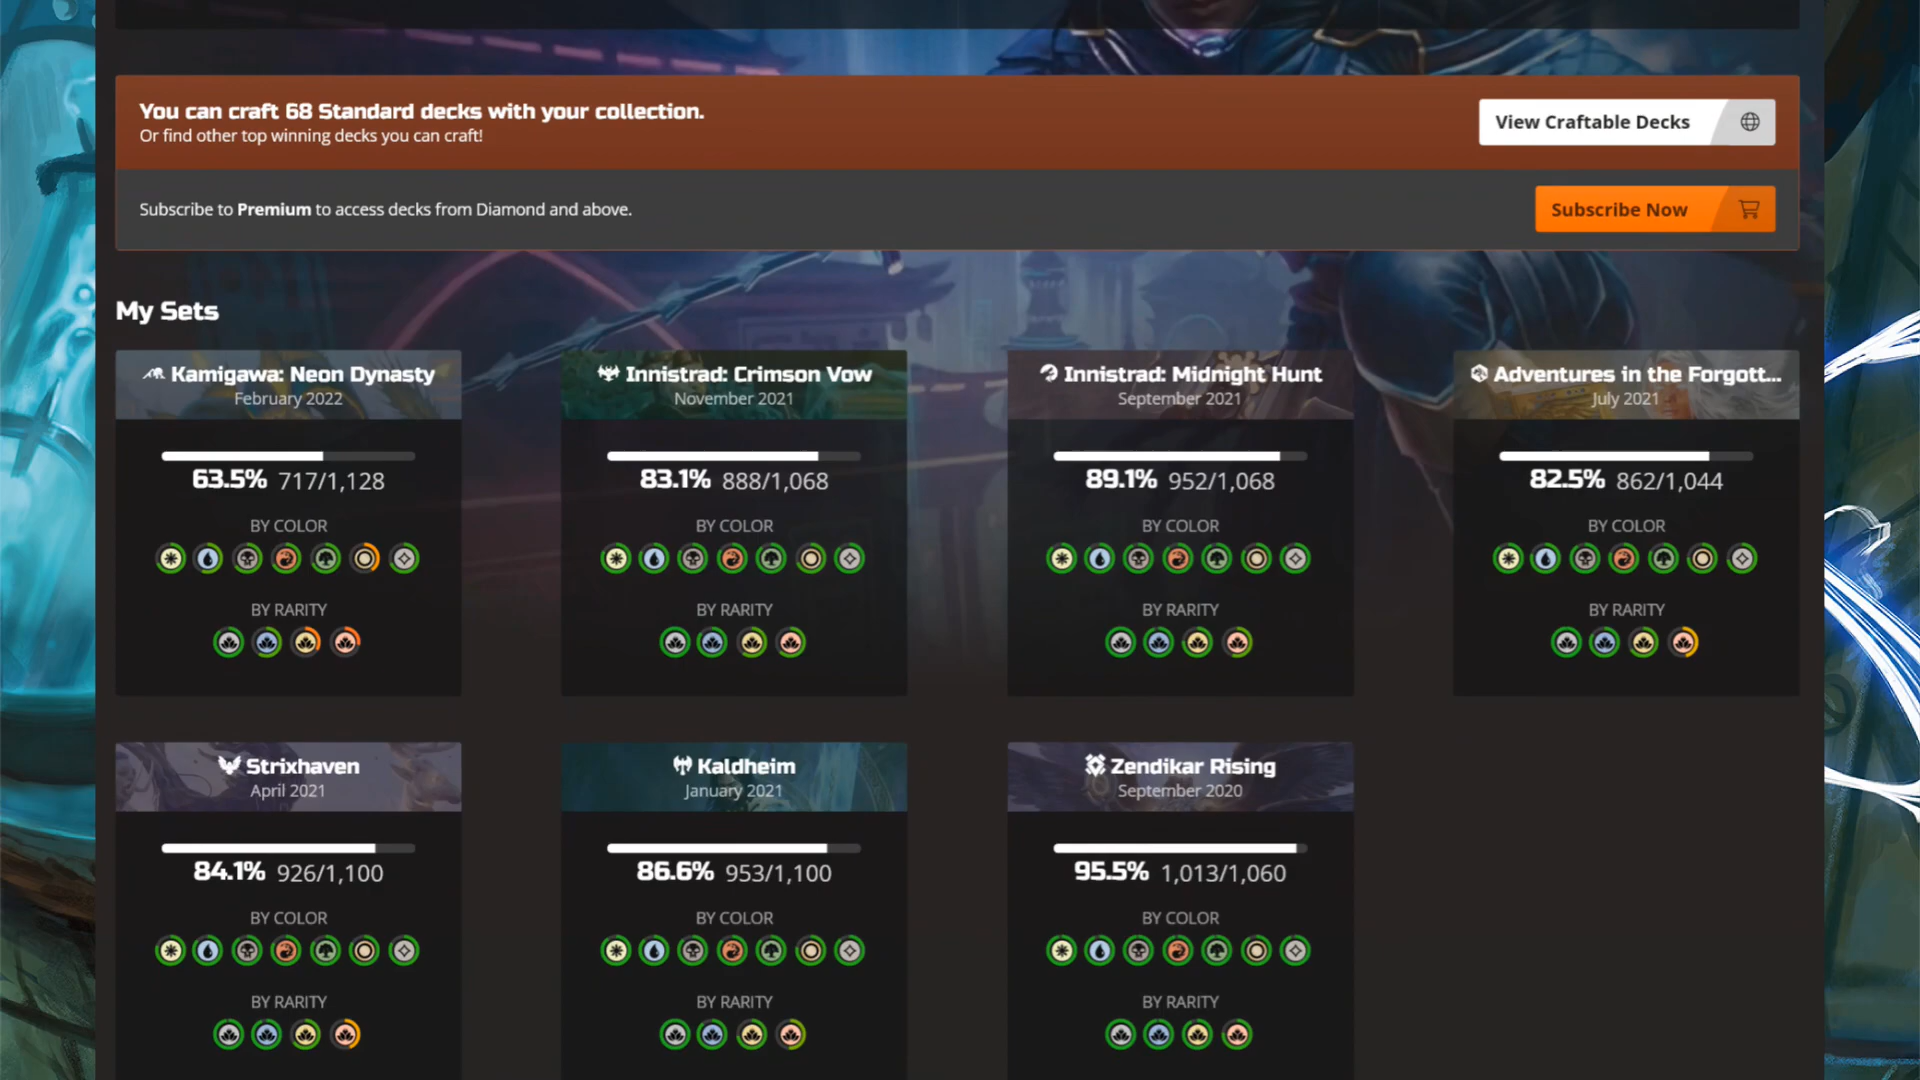 You can craft 68 Standard decks with your collection.
Or find other top winning decks you can craft!
View Craftable Decks
Subscribe to Premium to access decks from Diamond and above.
Subscribe Now
My Sets
Kamigawa: Neon Dynasty
February 2022
63.5% 717/1,128
BY COLOR
BY RARITY
Innistrad: Crimson Vow
November 2021
83.1% 888/1,068
BY COLOR
BY RARITY
Innistrad: Midnight Hunt
September 2021
89.1% 952/1,068
BY COLOR
BY RARITY
Adventures in the Forgott...
July 2021
82.5% 862/1,044
BY COLOR
BY RARITY
Strixhaven
April 2021
84.1% 926/1,100
BY COLOR
BY RARITY
Kaldheim
January 2021
86.6% 953/1,100
BY COLOR
BY RARITY
Zendikar Rising
September 2020
95.5% 1,013/1,060
BY COLOR
BY RARITY